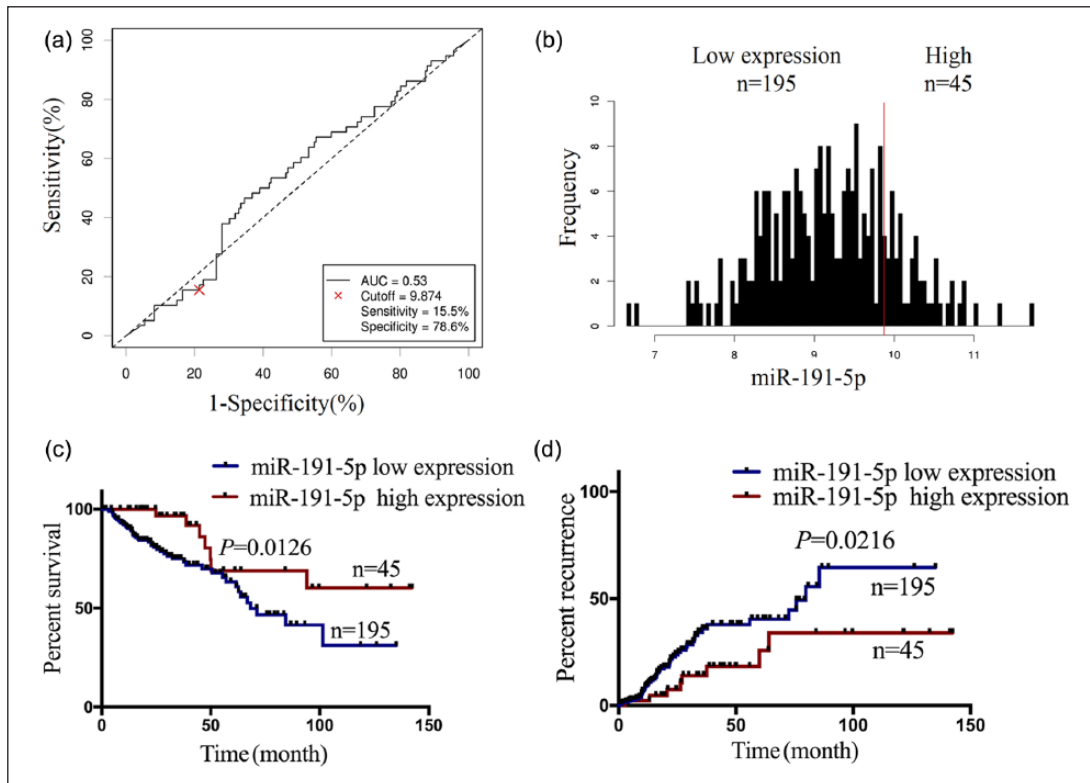 (a)
100
80
60
40
20
0
Sensitivity(%)
AUC = 0.53
Cutoff = 9.874
Sensitivity = 15.5%
Specificity = 78.6%
0 20 40 60 80 100
1-Specificity(%)
(b)
Low expression High
n=195 n=45
10
8
6
4
2
0
Frequency
7 8 9 10 11
miR-191-5p
(c)
miR-191-5p low expression
miR-191-5p high expression
100
50
0
Percent survival
P=0.0126
n=45
n=195
0 50 100 150
Time (month)
(d)
miR-191-5p low expression
miR-191-5p high expression
100
50
0
Percent recurrence
P=0.0216
n=195
n=45
0 50 100 150
Time (month)